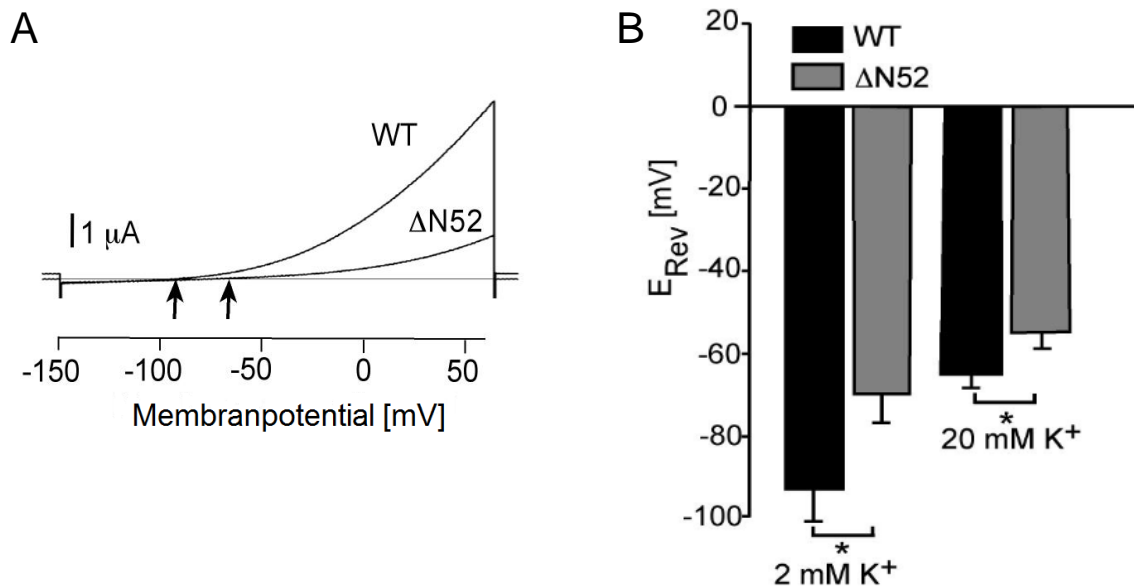 A
WT
ΔN52
1 μA
-150
-100
-50
0
50
Membranpotential [mV]
B
WT
ΔN52
20
0
-20
-40
-60
-80
-100
E_Rev [mV]
*
2 mM K⁺
*
20 mM K⁺